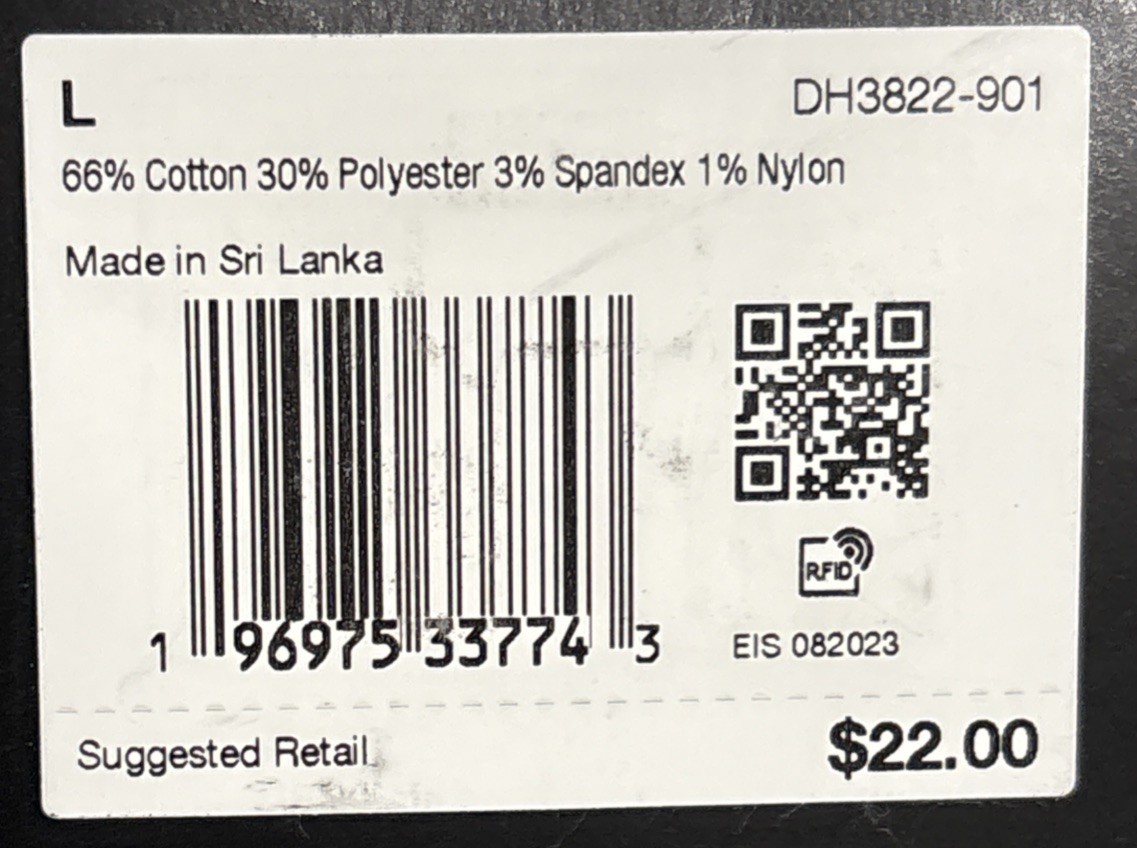 L
DH3822-901
66% Cotton 30% Polyester 3% Spandex 1% Nylon
Made in Sri Lanka
1 96975 33774 3
RFID
EIS 082023
Suggested Retail
$22.00